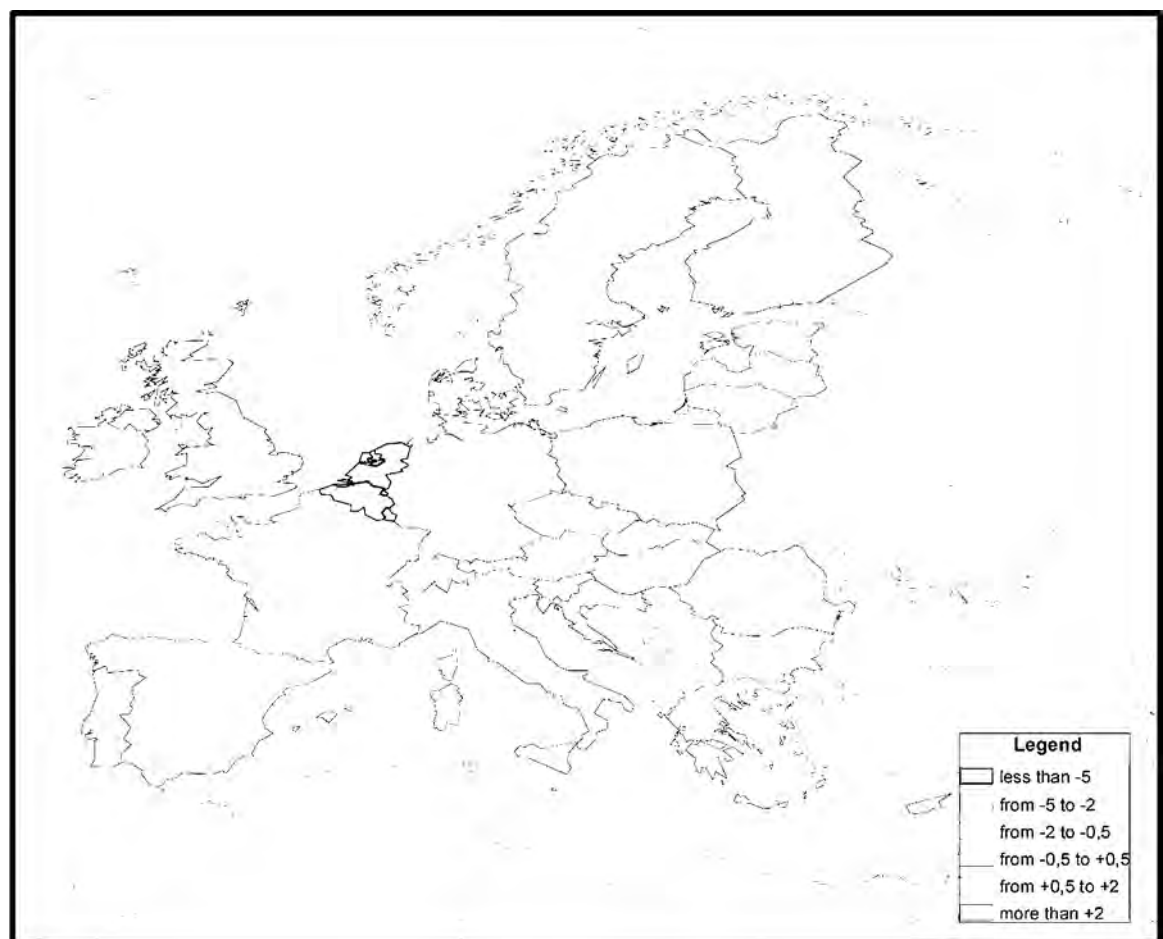 Legend
less than -5
from -5 to -2
from -2 to -0,5
from -0,5 to +0,5
from +0,5 to +2
more than +2